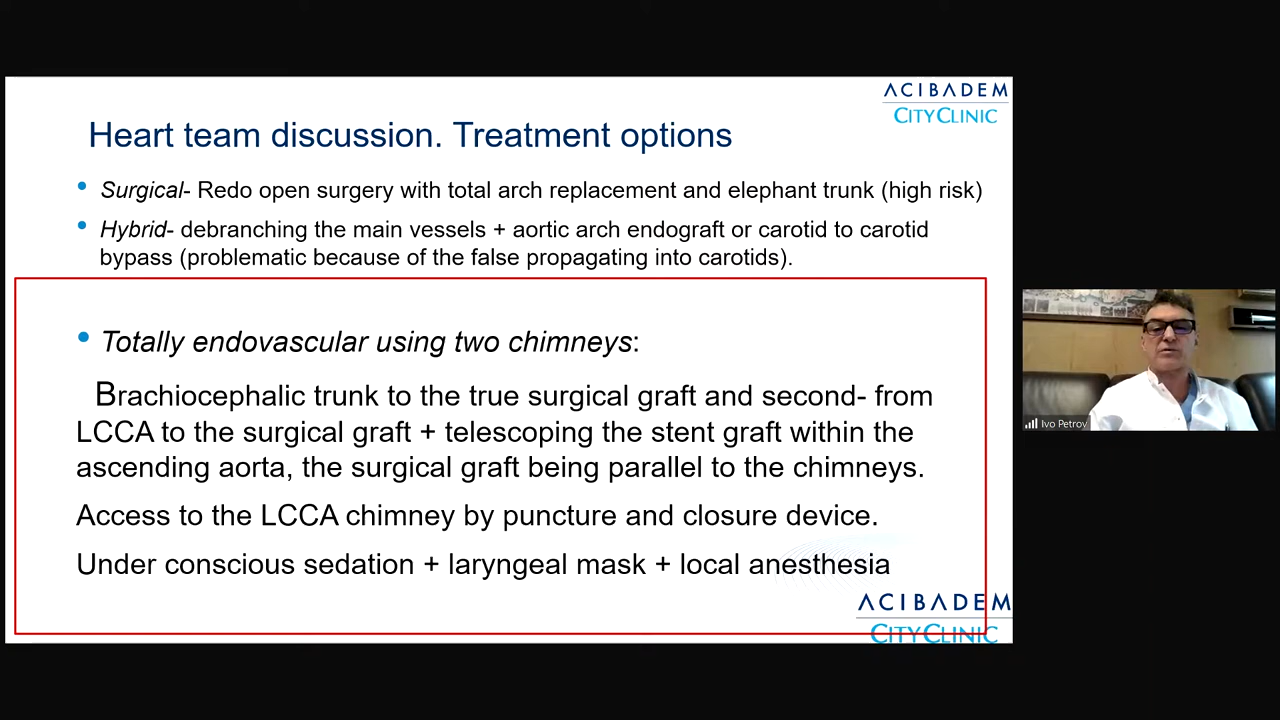 ACIBADEM
CITYCLINIC
Heart team discussion. Treatment options
• Surgical- Redo open surgery with total arch replacement and elephant trunk (high risk)
• Hybrid- debranching the main vessels + aortic arch endograft or carotid to carotid
bypass (problematic because of the false propagating into carotids).
• Totally endovascular using two chimneys:
Brachiocephalic trunk to the true surgical graft and second- from
LCCA to the surgical graft + telescoping the stent graft within the
ascending aorta, the surgical graft being parallel to the chimneys.
Access to the LCCA chimney by puncture and closure device.
Under conscious sedation + laryngeal mask + local anesthesia
ACIBADEM
CITYCLINIC
Ivo Petrov